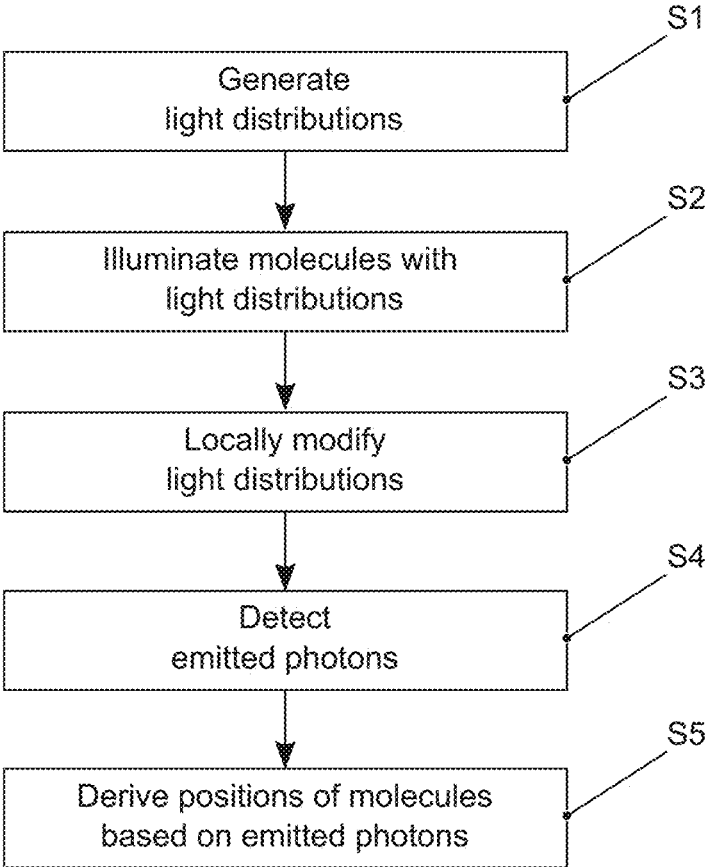 S1
Generate
light distributions
S2
Illuminate molecules with
light distributions
S3
Locally modify
light distributions
S4
Detect
emitted photons
S5
Derive positions of molecules
based on emitted photons